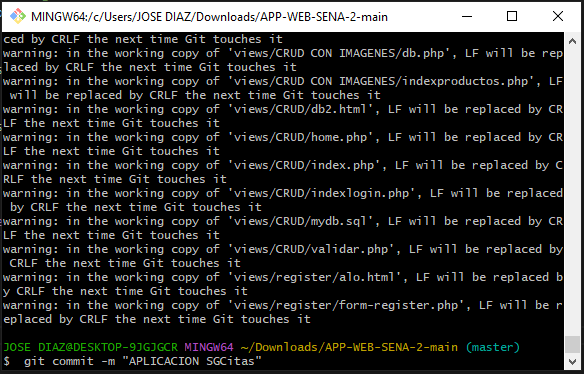 MINGW64:/c/Users/JOSE DIAZ/Downloads/APP-WEB-SENA-2-main
ced by CRLF the next time Git touches it
warning: in the working copy of 'views/CRUD CON IMAGENES/db.php', LF will be rep
laced by CRLF the next time Git touches it
warning: in the working copy of 'views/CRUD CON IMAGENES/indexproductos.php', LF
 will be replaced by CRLF the next time Git touches it
warning: in the working copy of 'views/CRUD/db2.html', LF will be replaced by CR
LF the next time Git touches it
warning: in the working copy of 'views/CRUD/home.php', LF will be replaced by CR
LF the next time Git touches it
warning: in the working copy of 'views/CRUD/index.php', LF will be replaced by C
RLF the next time Git touches it
warning: in the working copy of 'views/CRUD/indexlogin.php', LF will be replaced
 by CRLF the next time Git touches it
warning: in the working copy of 'views/CRUD/mydb.sql', LF will be replaced by CR
LF the next time Git touches it
warning: in the working copy of 'views/CRUD/validar.php', LF will be replaced by
 CRLF the next time Git touches it
warning: in the working copy of 'views/register/alo.html', LF will be replaced b
y CRLF the next time Git touches it
warning: in the working copy of 'views/register/form-register.php', LF will be r
eplaced by CRLF the next time Git touches it
JOSE DIAZ@DESKTOP-9JGJGCR MINGW64 ~/Downloads/APP-WEB-SENA-2-main (master)
$  git commit -m "APLICACION SGCitas"